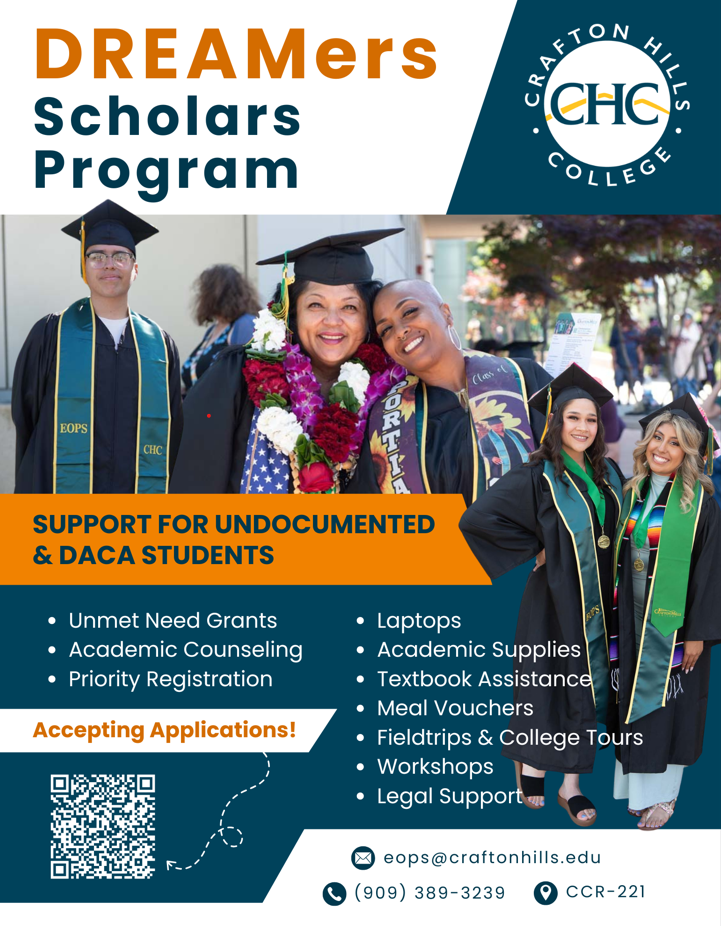 DREAMers
Scholars
Program
CRAFTON HILLS
CHC
COLLEGE
EOPS
CHC
Class of
PORTIA
SUPPORT FOR UNDOCUMENTED
& DACA STUDENTS
• Unmet Need Grants
• Academic Counseling
• Priority Registration
• Laptops
• Academic Supplies
• Textbook Assistance
• Meal Vouchers
• Fieldtrips & College Tours
• Workshops
• Legal Support
Accepting Applications!
eops@craftonhills.edu
(909) 389-3239
CCR-221